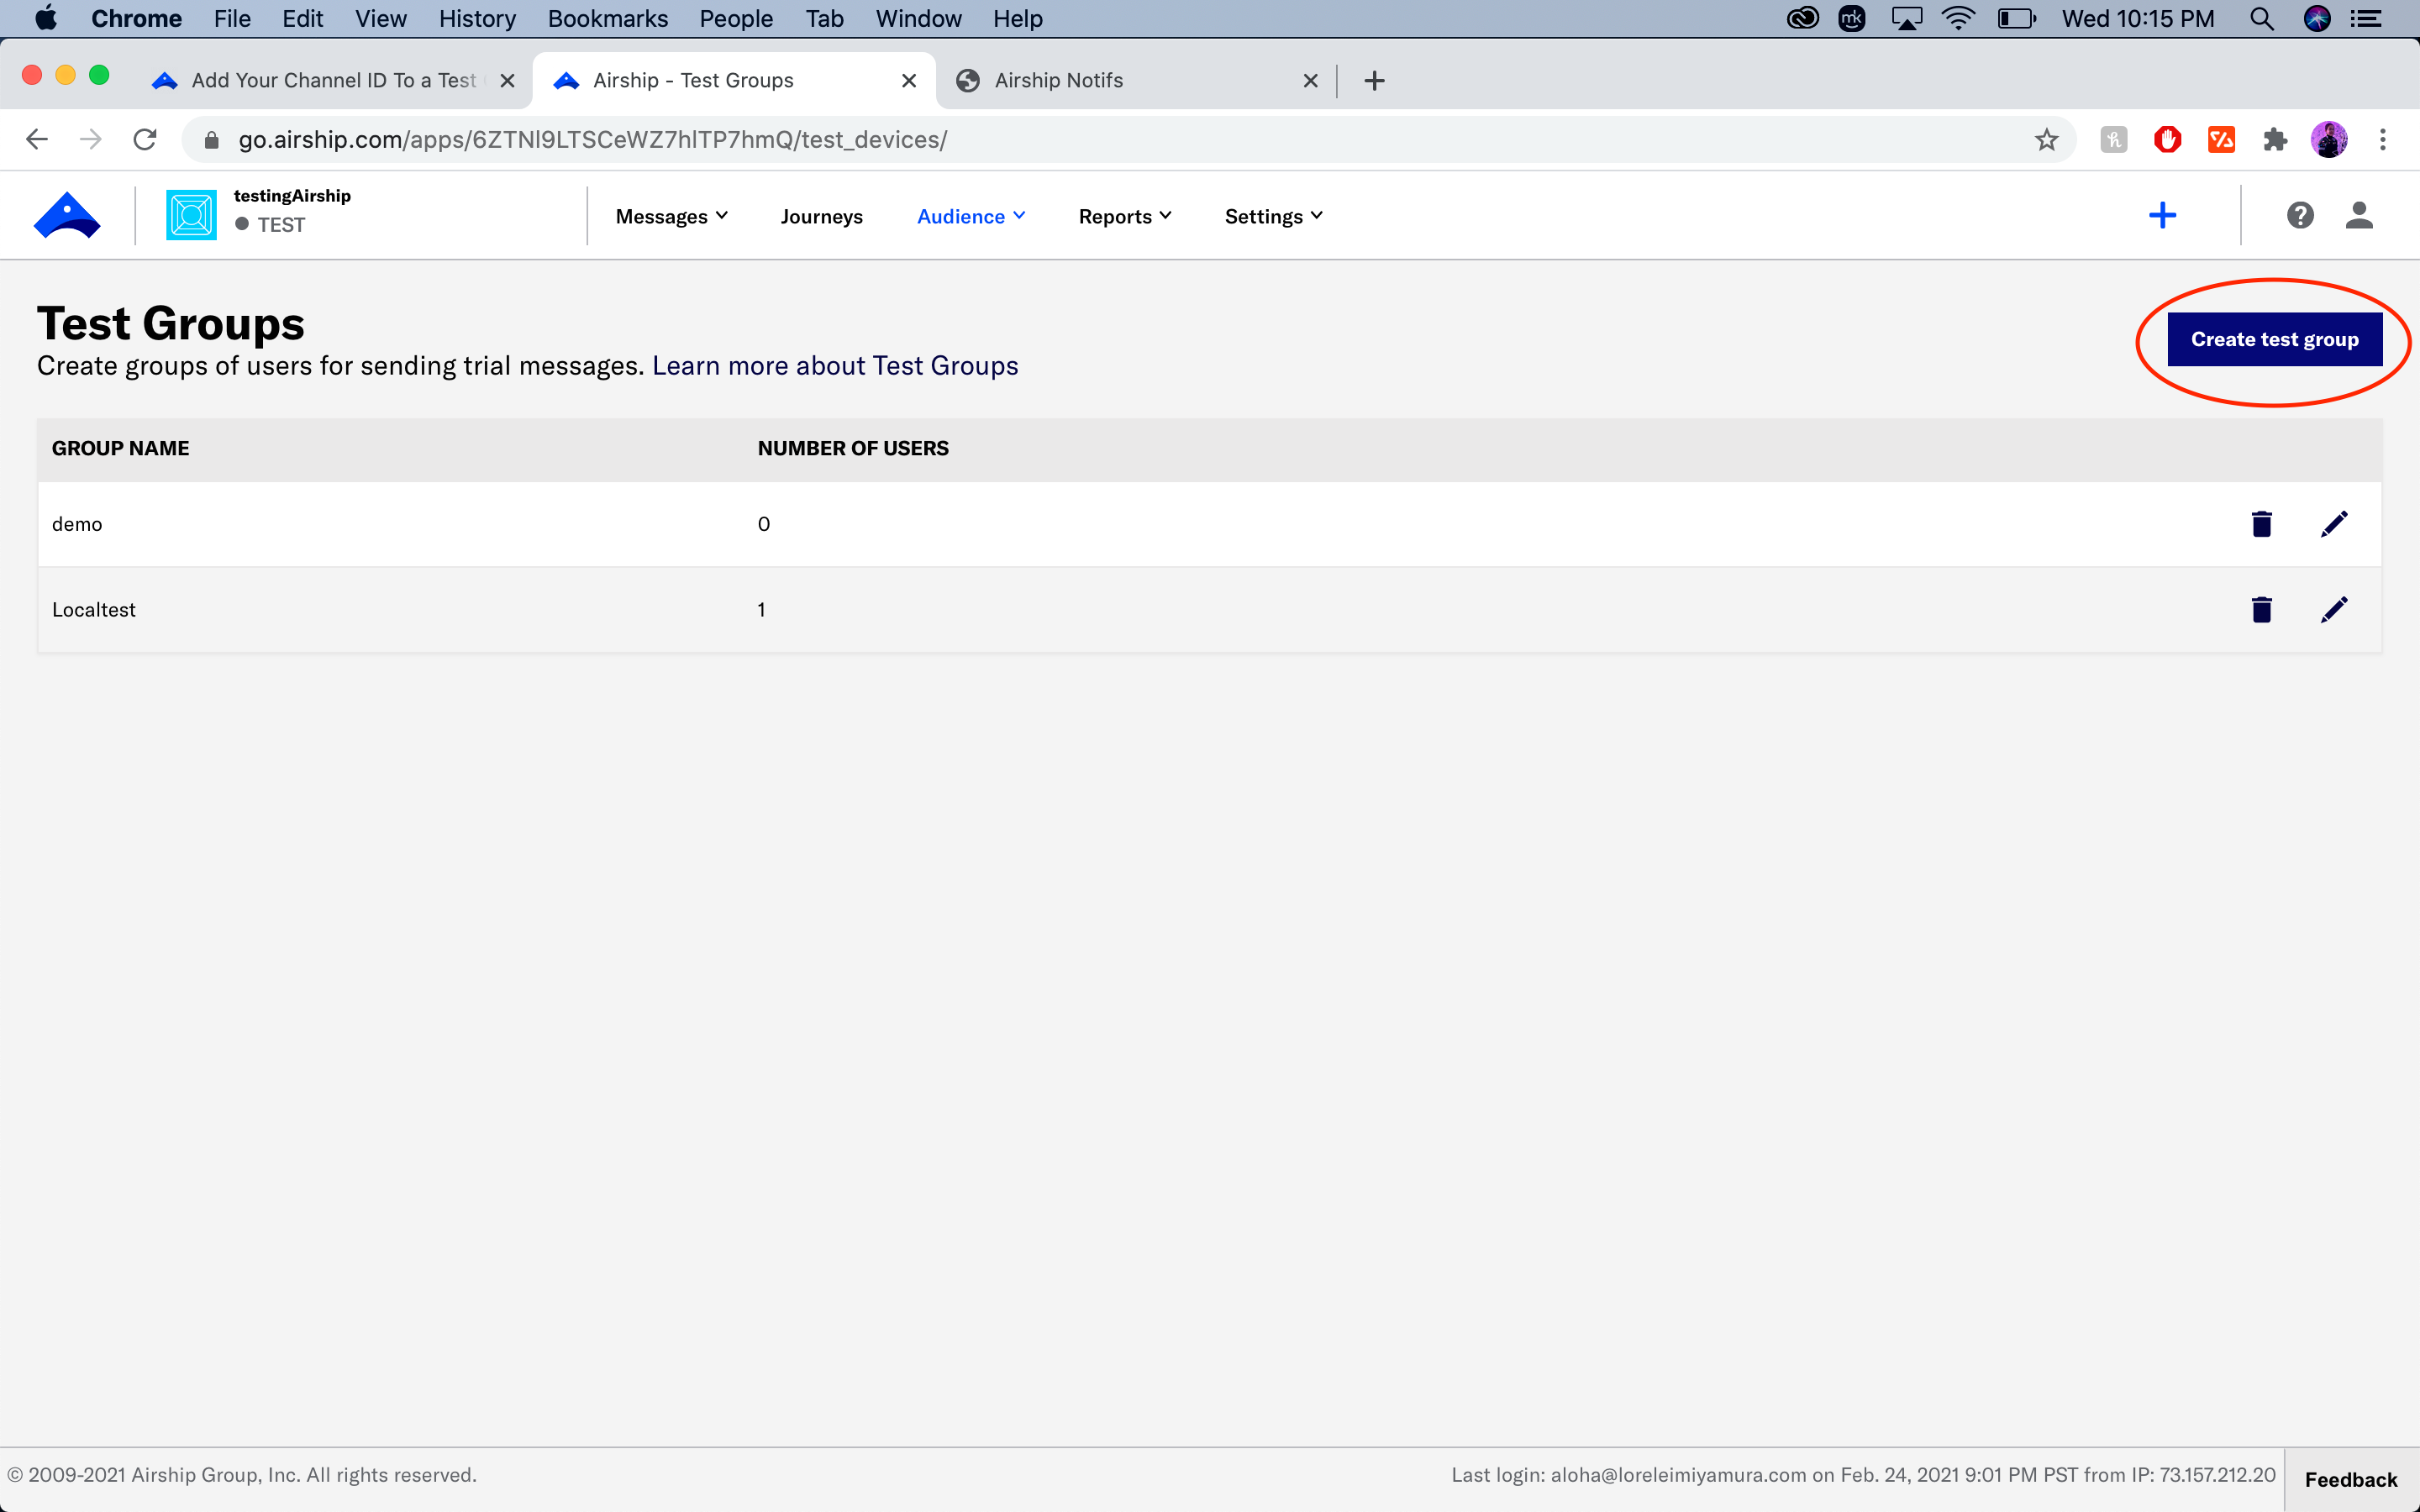 Chrome File Edit View History Bookmarks People Tab Window Help mk Wed 10:15 PM
Add Your Channel ID To a Test Airship - Test Groups Airship Notifs
go.airship.com/apps/6ZTNl9LTSCeWZ7hlTP7hmQ/test_devices/
testingAirship
TEST
Messages Journeys Audience Reports Settings
Test Groups
Create groups of users for sending trial messages. Learn more about Test Groups
Create test group
GROUP NAME NUMBER OF USERS
demo 0
Localtest 1
© 2009-2021 Airship Group, Inc. All rights reserved.
Last login: aloha@loreleimiyamura.com on Feb. 24, 2021 9:01 PM PST from IP: 73.157.212.20
Feedback